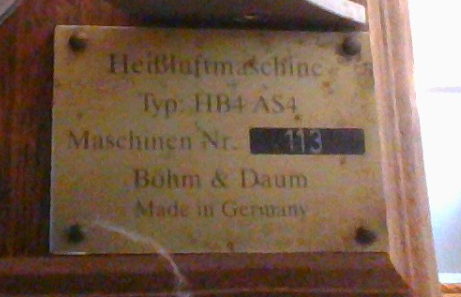 Heißluftmaschine
Typ: HB4 AS4
Maschinen Nr. 113
Böhm & Daum
Made in Germany